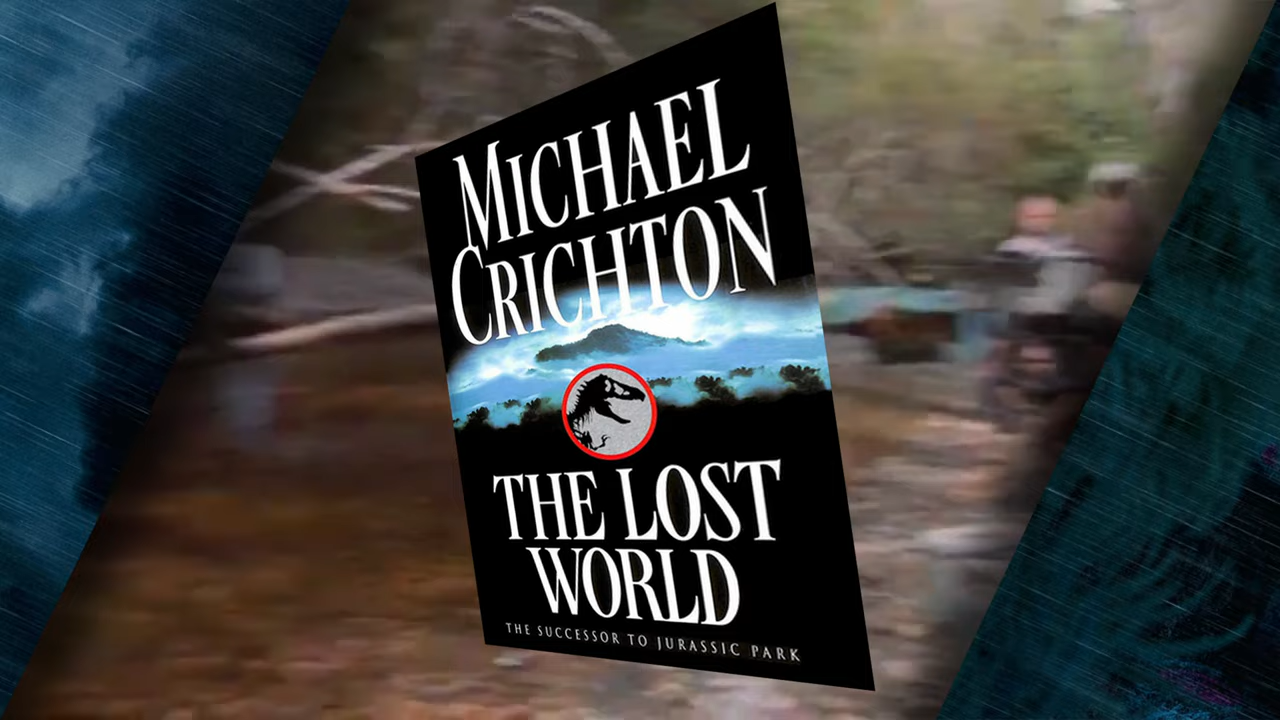 MICHAEL
CRICHTON
THE LOST
WORLD
THE SUCCESSOR TO JURASSIC PARK